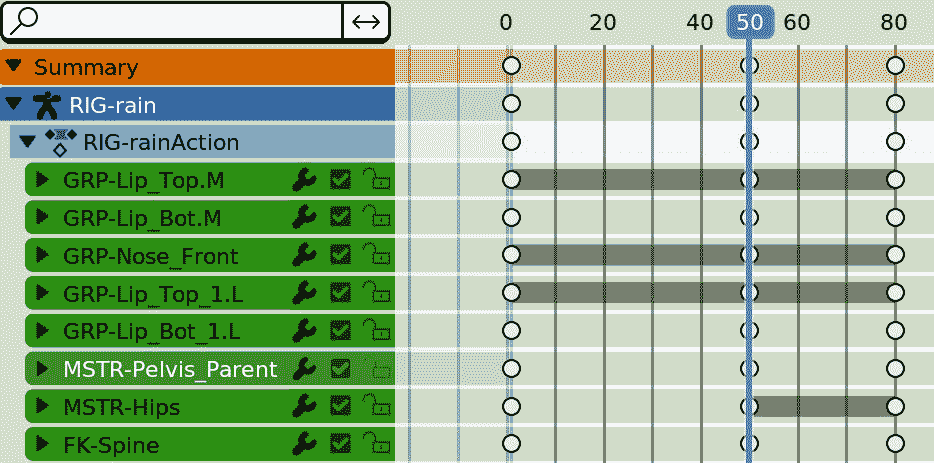 0 20 40 50 60 80
Summary
RIG-rain
RIG-rainAction
GRP-Lip_Top.M
GRP-Lip_Bot.M
GRP-Nose_Front
GRP-Lip_Top_1.L
GRP-Lip_Bot_1.L
MSTR-Pelvis_Parent
MSTR-Hips
FK-Spine